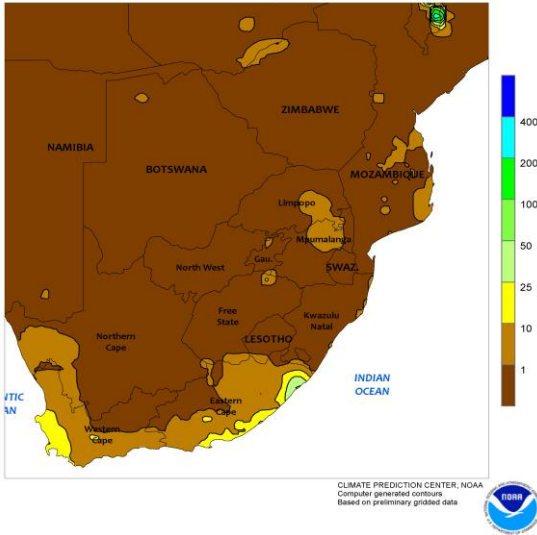 ZIMBABWE
NAMIBIA
BOTSWANA
MOZAMBIQUE
Limpopo
Mpumalanga
Gau.
North West
SWAZ.
Free
State
Kwazulu
Natal
LESOTHO
Northern
Cape
INDIAN
OCEAN
NTIC
AN
Eastern
Cape
Western
Cape
400
200
100
50
25
10
1
CLIMATE PREDICTION CENTER, NOAA
Computer generated contours
Based on preliminary gridded data
NOAA